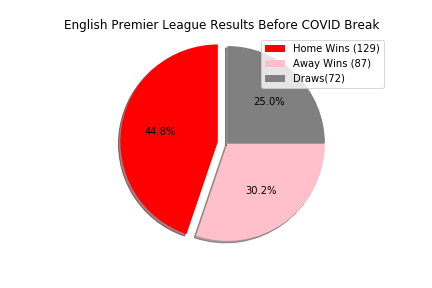 English Premier League Results Before COVID Break
Home Wins (129)
Away Wins (87)
Draws(72)
25.0%
44.8%
30.2%